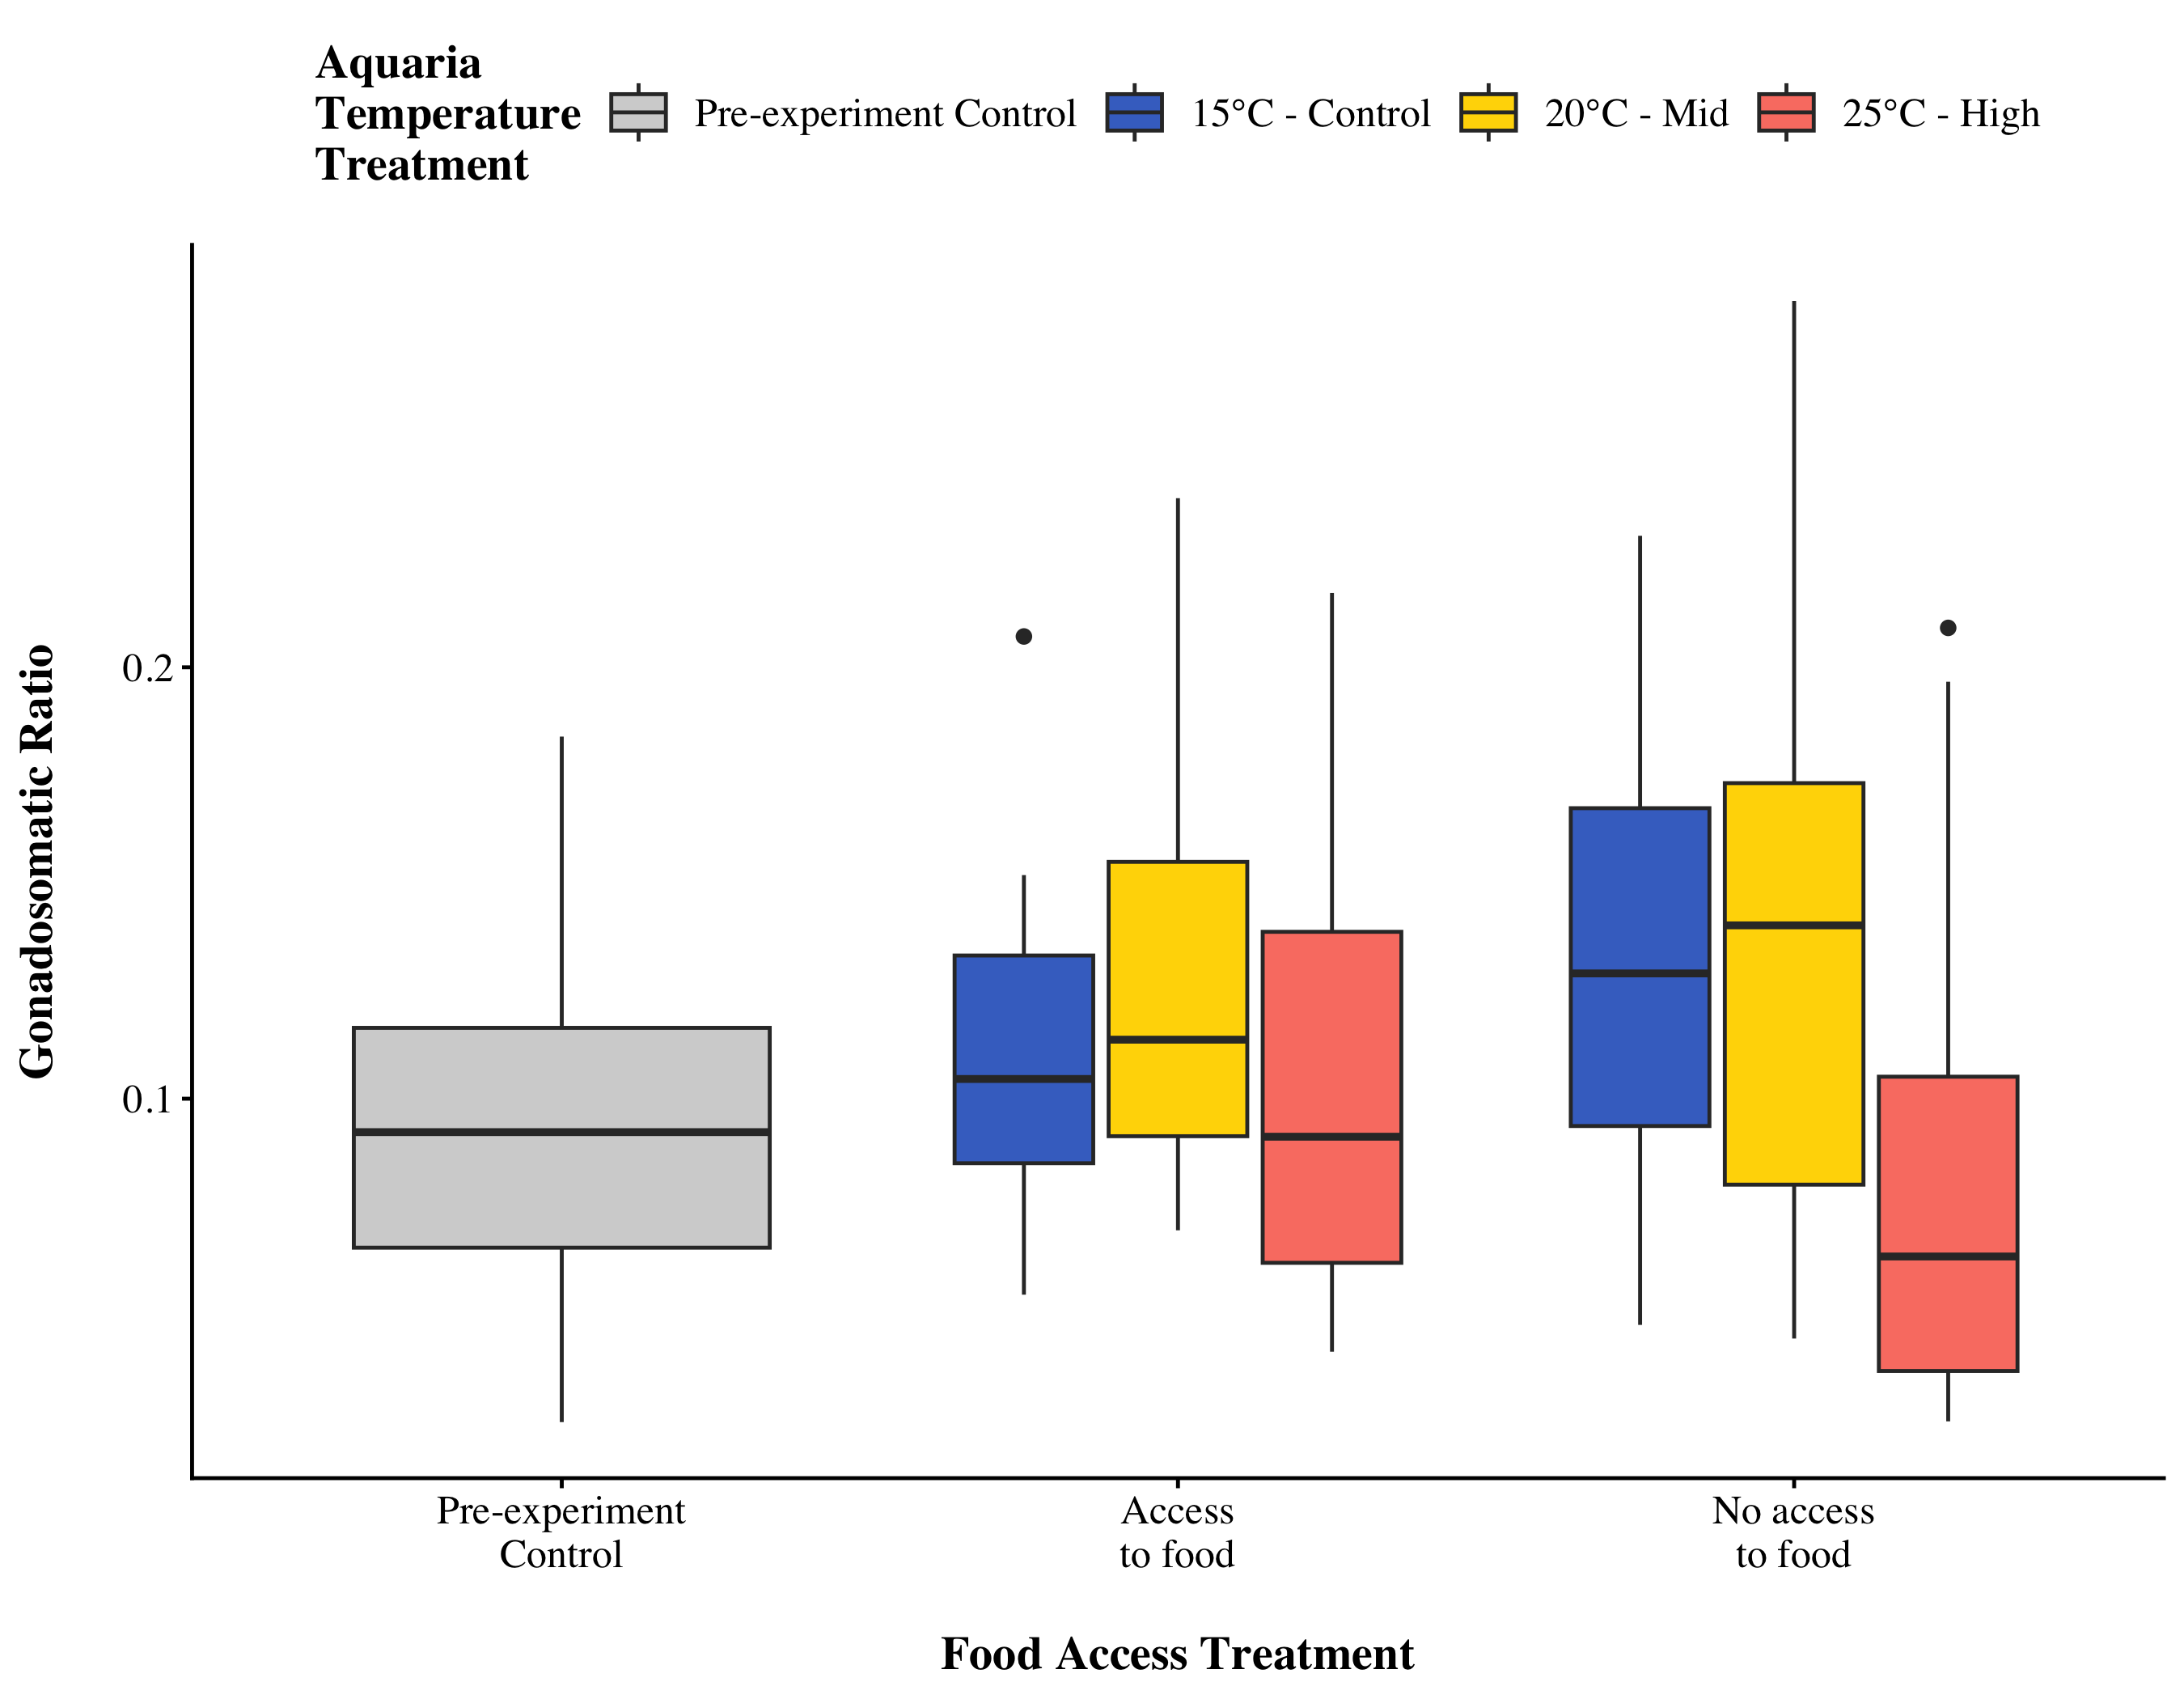 Aquaria
Temperature
Treatment
Pre-experiment Control
15°C - Control
20°C - Mid
25°C - High
Gonadosomatic Ratio
0.2
0.1
Pre-experiment
Control
Access
to food
No access
to food
Food Access Treatment